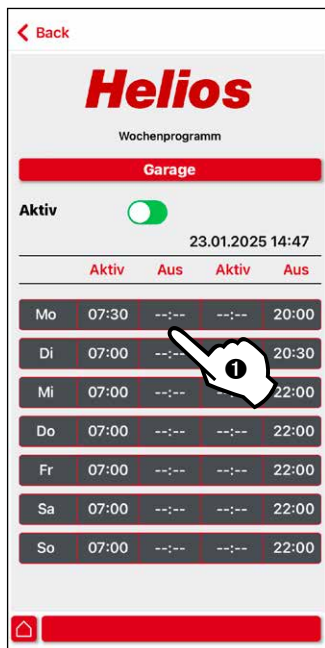 Back
Helios
Wochenprogramm
Garage
Aktiv
23.01.2025 14:47
Aktiv Aus Aktiv Aus
Mo 07:30 --:-- --:-- 20:00
Di 07:00 --:-- 20:30
Mi 07:00 --:-- --:-- 22:00
Do 07:00 --:-- --:-- 22:00
Fr 07:00 --:-- --:-- 22:00
Sa 07:00 --:-- --:-- 22:00
So 07:00 --:-- --:-- 22:00
1